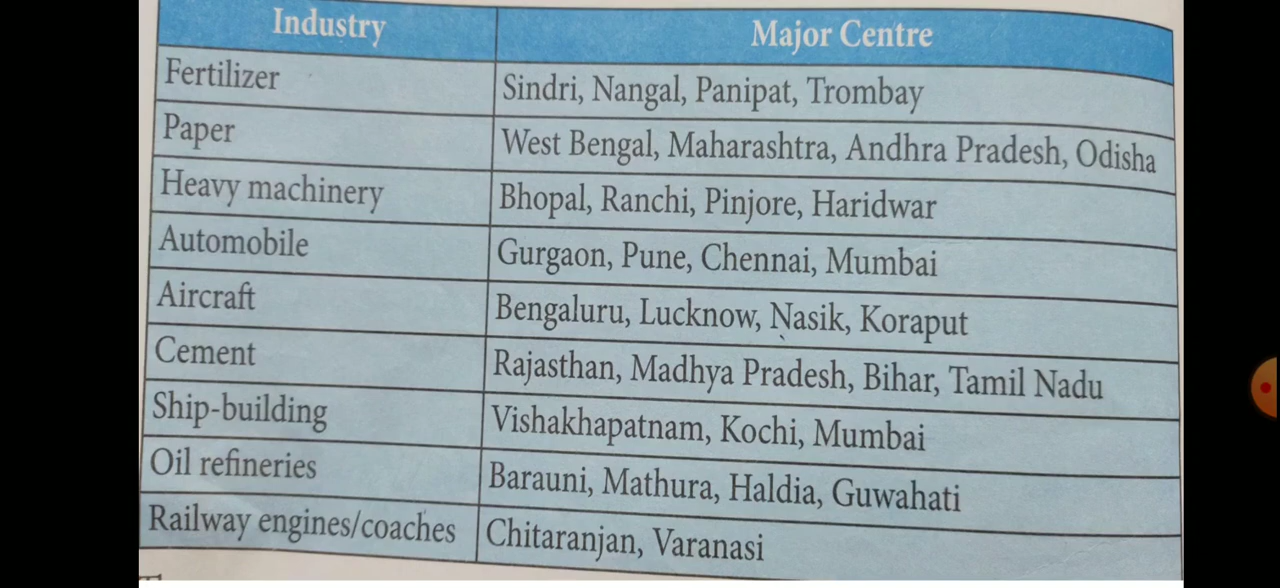 Industry Major Centre
Fertilizer Sindri, Nangal, Panipat, Trombay
Paper West Bengal, Maharashtra, Andhra Pradesh, Odisha
Heavy machinery Bhopal, Ranchi, Pinjore, Haridwar
Automobile Gurgaon, Pune, Chennai, Mumbai
Aircraft Bengaluru, Lucknow, Nasik, Koraput
Cement Rajasthan, Madhya Pradesh, Bihar, Tamil Nadu
Ship-building Vishakhapatnam, Kochi, Mumbai
Oil refineries Barauni, Mathura, Haldia, Guwahati
Railway engines/coaches Chitaranjan, Varanasi